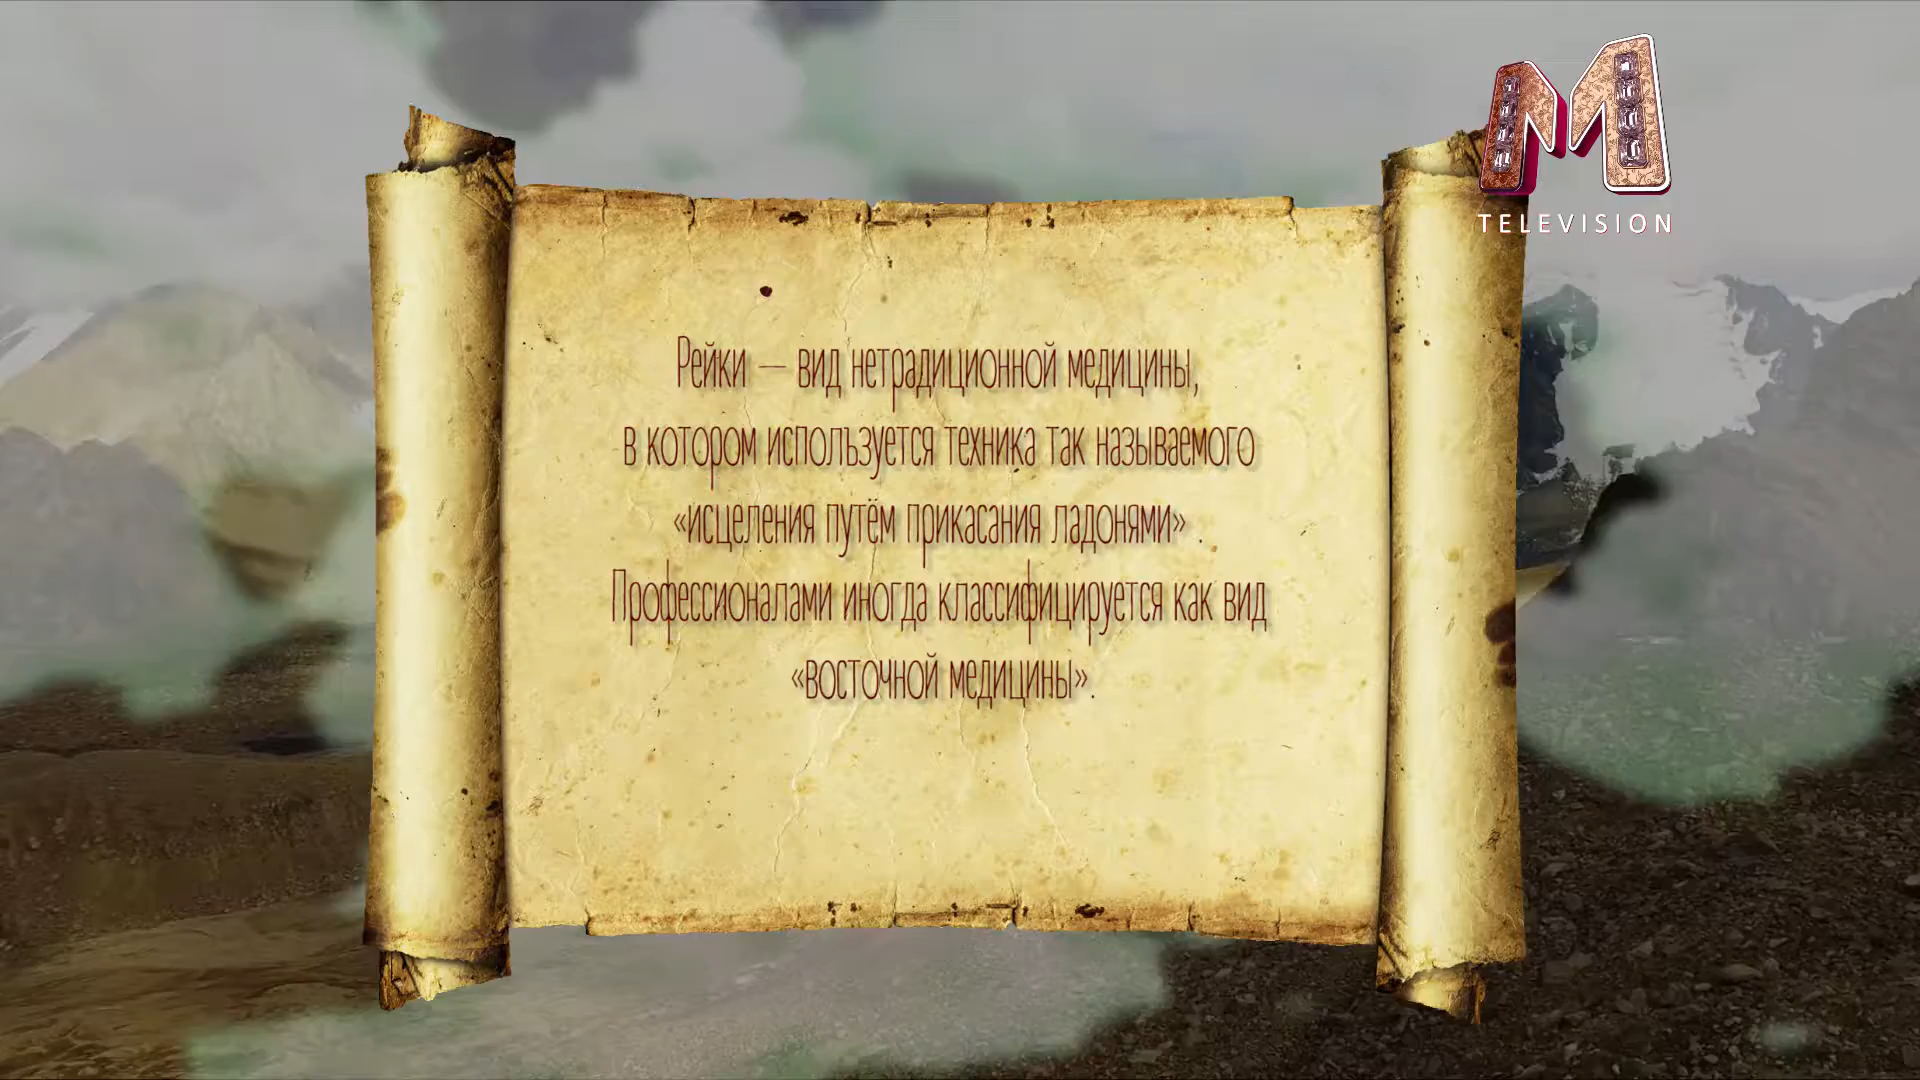 M
TELEVISION
Рейки — вид нетрадиционной медицины,
в котором используется техника так называемого
«исцеления путём прикасания ладонями» .
Профессионалами иногда классифицируется как вид
«восточной медицины».